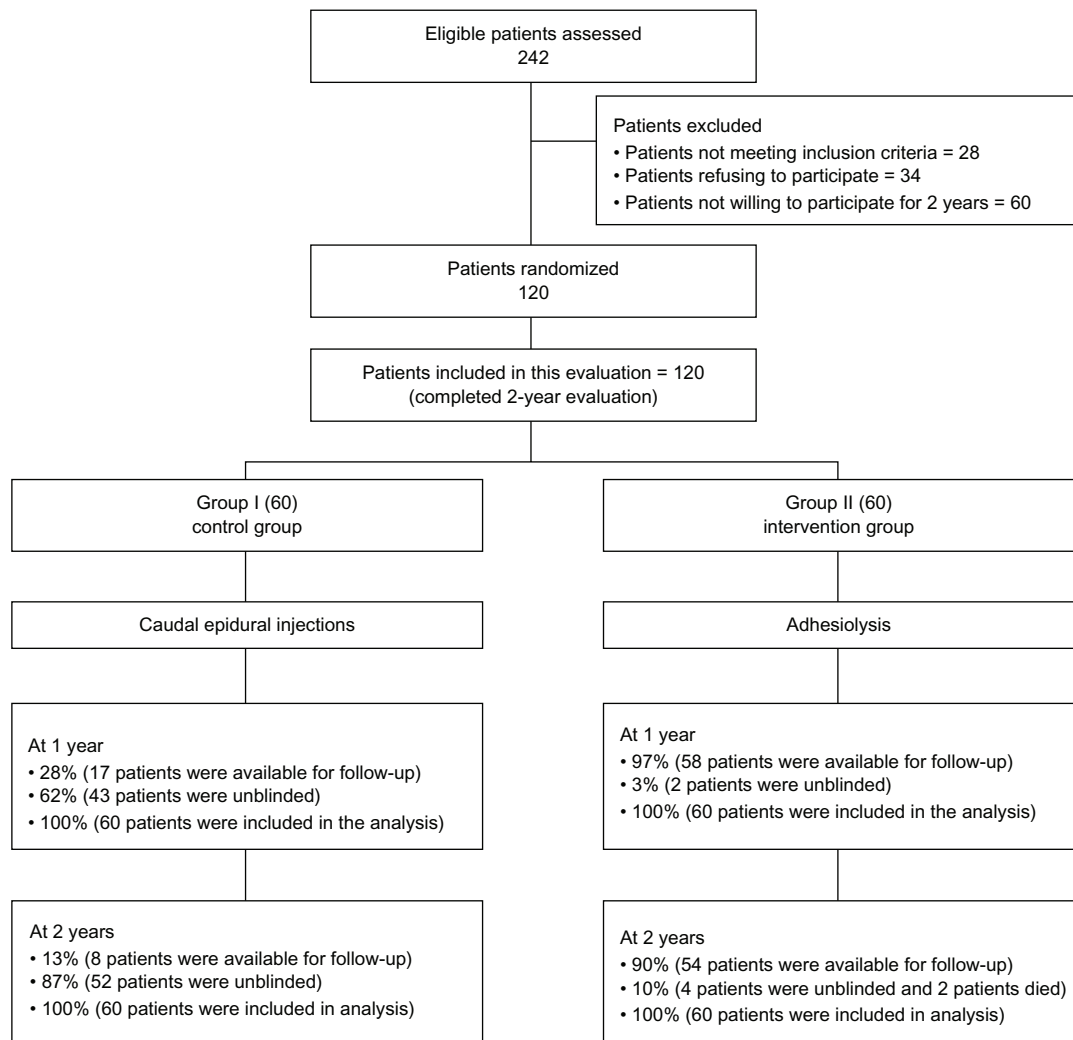 Eligible patients assessed
242
Patients excluded
• Patients not meeting inclusion criteria = 28
• Patients refusing to participate = 34
• Patients not willing to participate for 2 years = 60
Patients randomized
120
Patients included in this evaluation = 120
(completed 2-year evaluation)
Group I (60)
control group
Group II (60)
intervention group
Caudal epidural injections
Adhesiolysis
At 1 year
• 28% (17 patients were available for follow-up)
• 62% (43 patients were unblinded)
• 100% (60 patients were included in the analysis)
At 1 year
• 97% (58 patients were available for follow-up)
• 3% (2 patients were unblinded)
• 100% (60 patients were included in the analysis)
At 2 years
• 13% (8 patients were available for follow-up)
• 87% (52 patients were unblinded)
• 100% (60 patients were included in analysis)
At 2 years
• 90% (54 patients were available for follow-up)
• 10% (4 patients were unblinded and 2 patients died)
• 100% (60 patients were included in analysis)